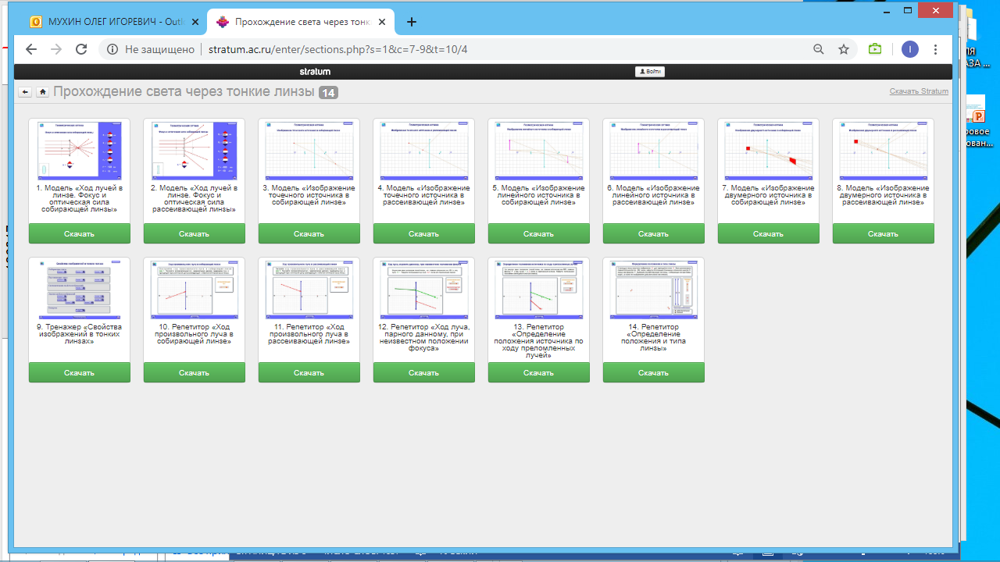 МУХИН ОЛЕГ ИГОРЕВИЧ - Outl
Прохождение света через тонк
Не защищено
stratum.ac.ru/enter/sections.php?s=1&c=7-9&t=10/4
I
stratum
Войти
Прохождение света через тонкие линзы 14
Скачать Stratum
1. Модель «Ход лучей в
линзе. Фокус и
оптическая сила
собирающей линзы»
Скачать
2. Модель «Ход лучей в
линзе. Фокус и
оптическая сила
рассеивающей линзы»
Скачать
3. Модель «Изображение
точечного источника в
собирающей линзе»
Скачать
4. Модель «Изображение
точечного источника в
рассеивающей линзе»
Скачать
5. Модель «Изображение
линейного источника в
собирающей линзе»
Скачать
6. Модель «Изображение
линейного источника в
рассеивающей линзе»
Скачать
7. Модель «Изображение
двумерного источника в
собирающей линзе»
Скачать
8. Модель «Изображение
двумерного источника в
рассеивающей линзе»
Скачать
9. Тренажер «Свойства
изображений в тонких
линзах»
Скачать
10. Репетитор «Ход
произвольного луча в
собирающей линзе»
Скачать
11. Репетитор «Ход
произвольного луча в
рассеивающей линзе»
Скачать
12. Репетитор «Ход луча,
парного данному, при
неизвестном положении
фокуса»
Скачать
13. Репетитор
«Определение
положения источника по
ходу преломленных
лучей»
Скачать
14. Репетитор
«Определение
положения и типа
линзы»
Скачать